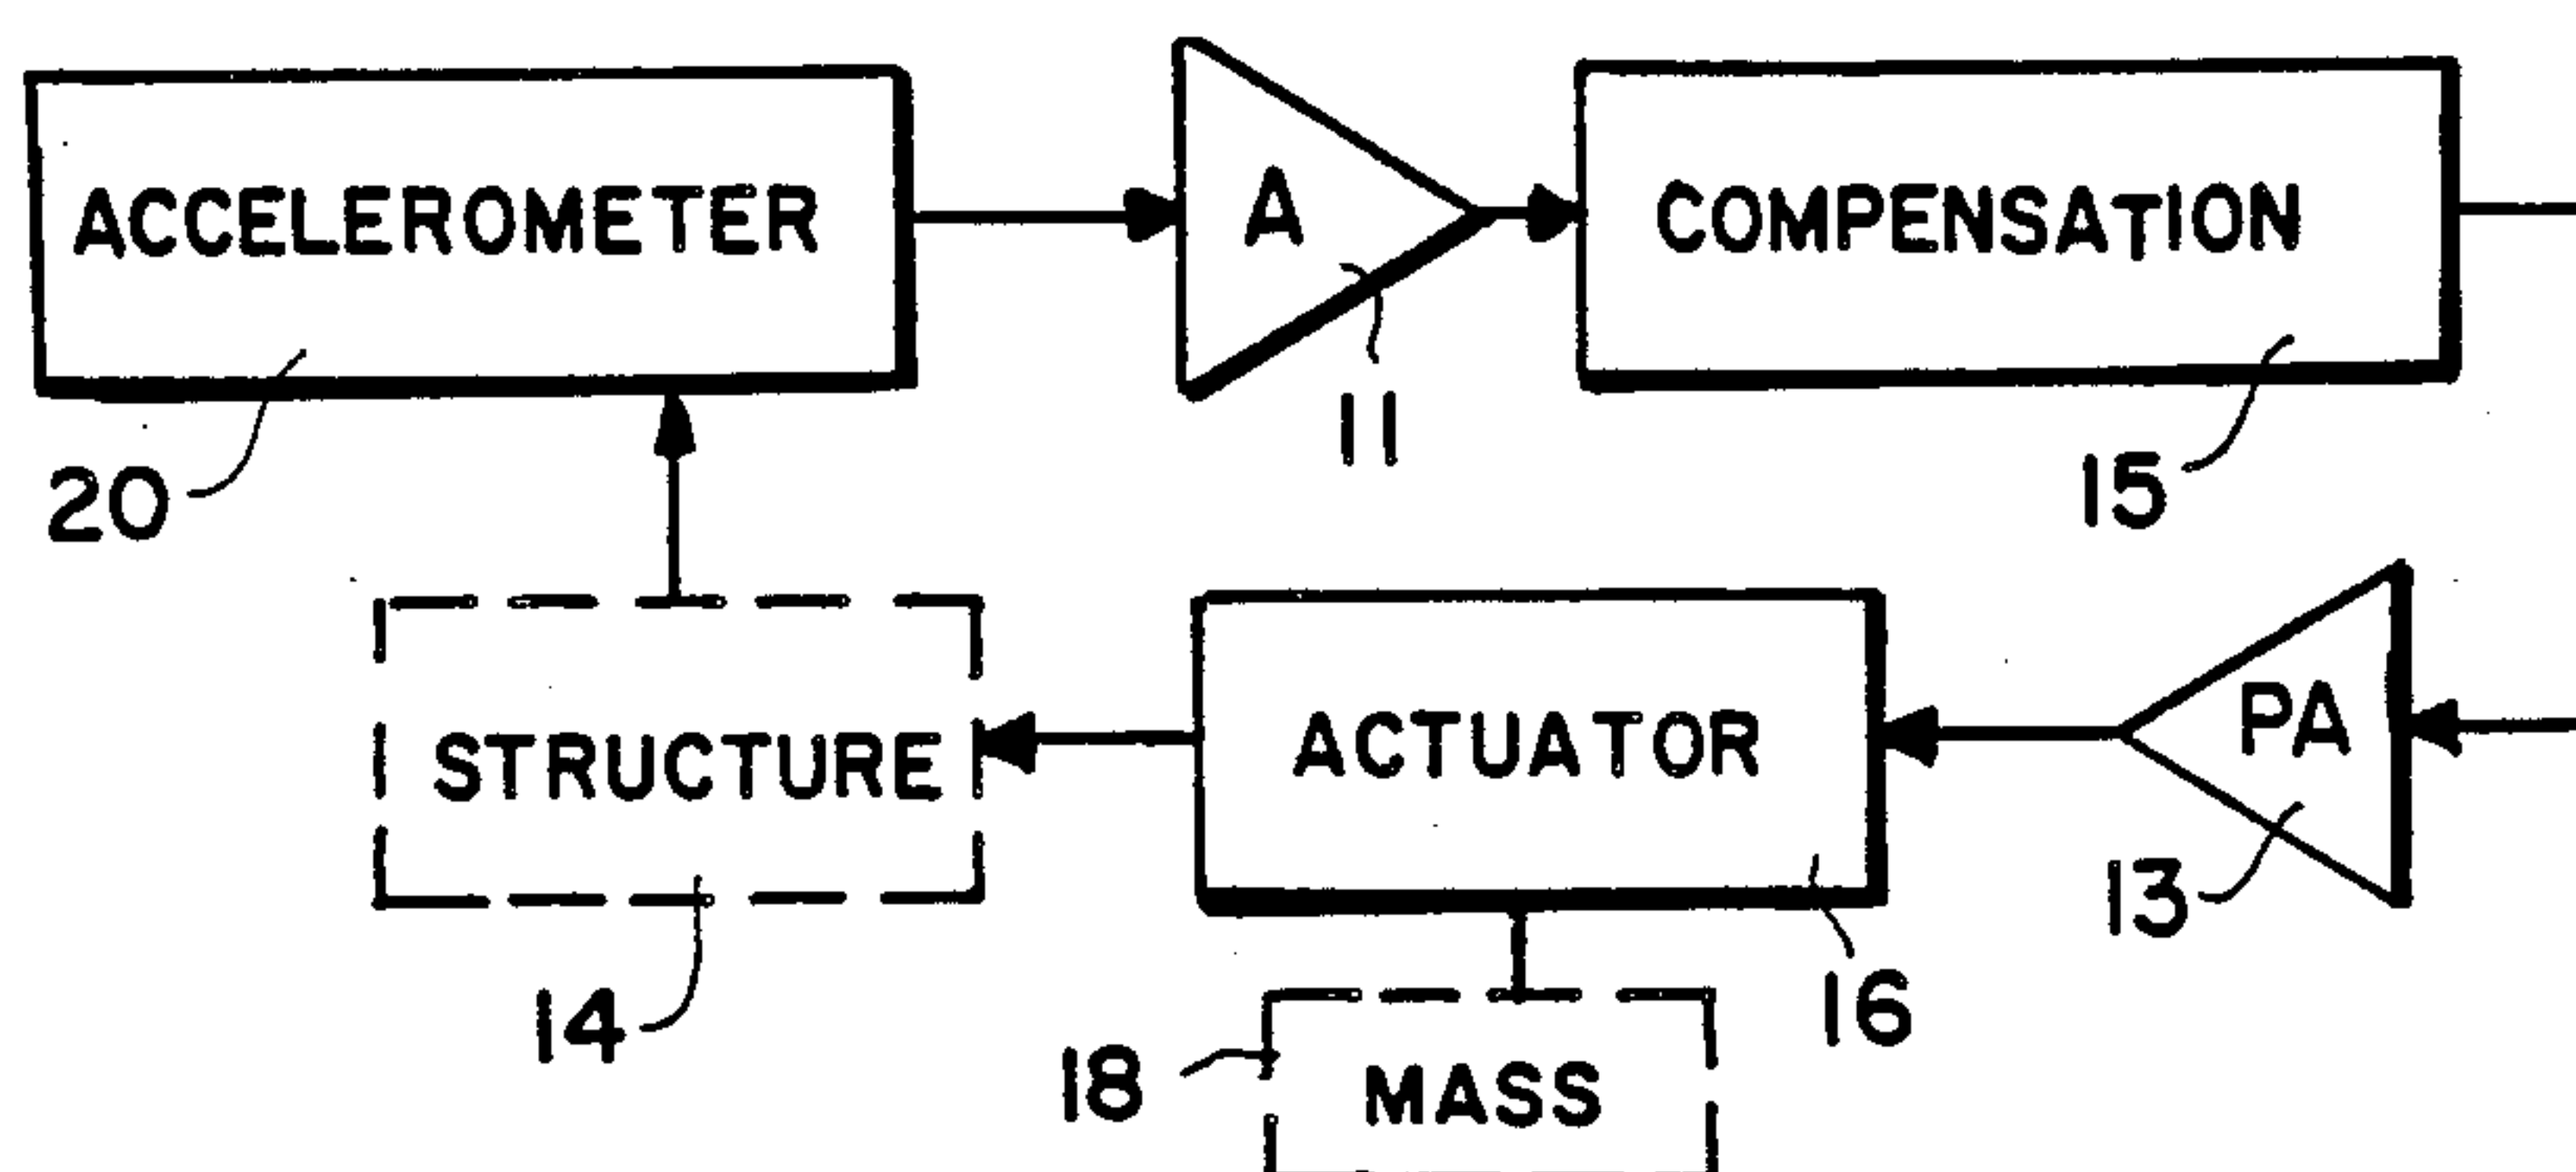 ACCELEROMETER
A
COMPENSATION
20
11
15
STRUCTURE
ACTUATOR
PA
14
16
13
18
MASS